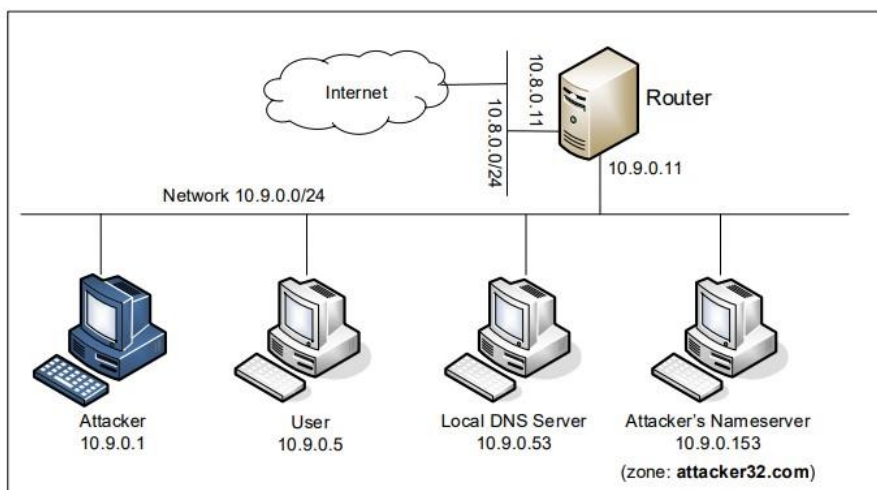 Internet
10.8.0.11
10.8.0.0/24
Router
10.9.0.11
Network 10.9.0.0/24
Attacker
10.9.0.1
User
10.9.0.5
Local DNS Server
10.9.0.53
Attacker's Nameserver
10.9.0.153
(zone: attacker32.com)